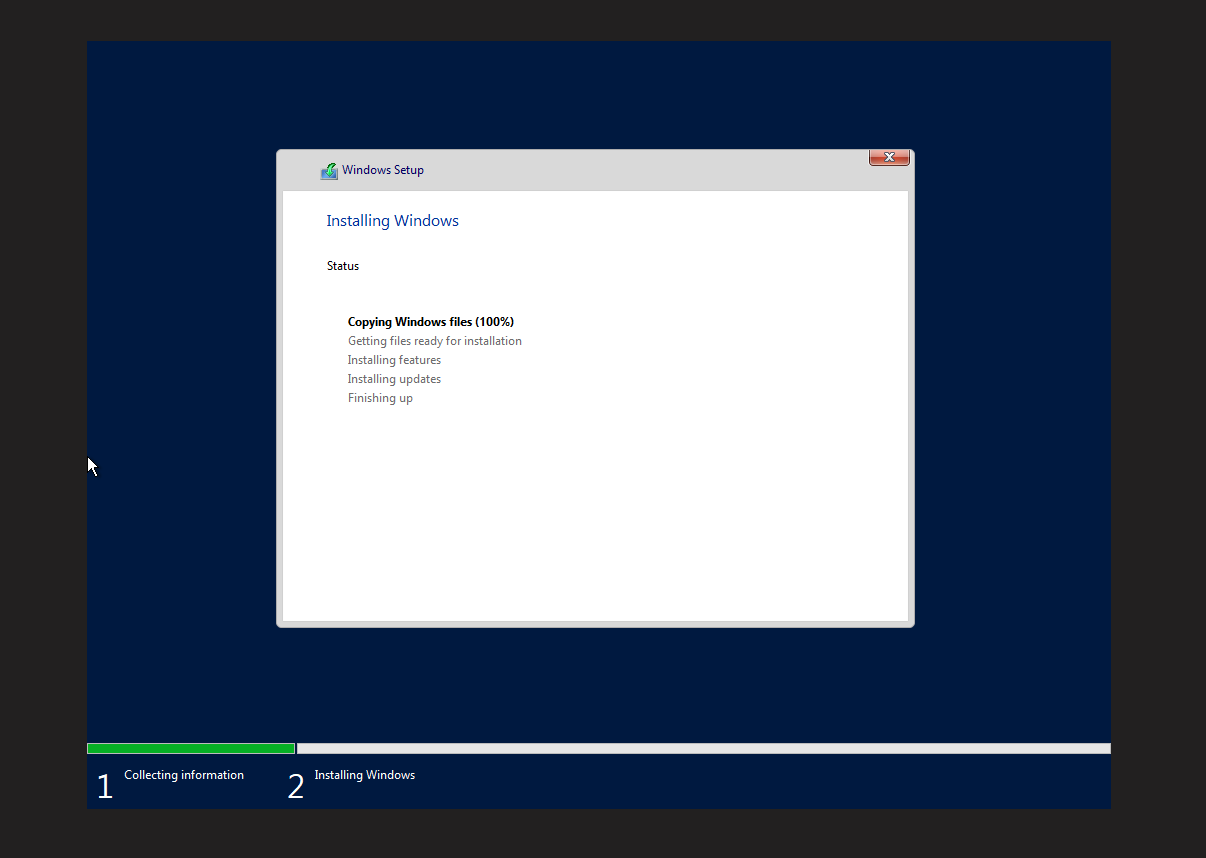 Windows Setup
Installing Windows
Status
Copying Windows files (100%)
Getting files ready for installation
Installing features
Installing updates
Finishing up
1 Collecting information 2 Installing Windows